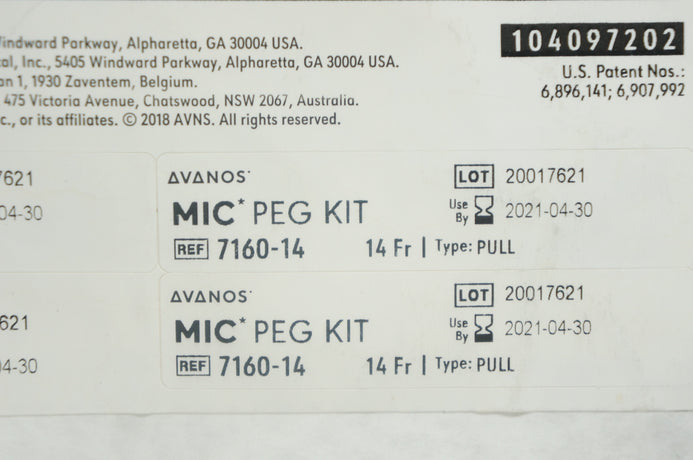 Windward Parkway, Alpharetta, GA 30004 USA.
Inc., 5405 Windward Parkway, Alpharetta, GA 30004 USA.
1, 1930 Zaventem, Belgium.
475 Victoria Avenue, Chatswood, NSW 2067, Australia.
or its affiliates. © 2018 AVNS. All rights reserved.
104097202
U.S. Patent Nos.:
6,896,141; 6,907,992
7621
04-30
AVANOS*
MIC* PEG KIT
REF 7160-14 14 Fr | Type: PULL
LOT 20017621
Use By 2021-04-30
621
4-30
AVANOS*
MIC* PEG KIT
REF 7160-14 14 Fr | Type: PULL
LOT 20017621
Use By 2021-04-30